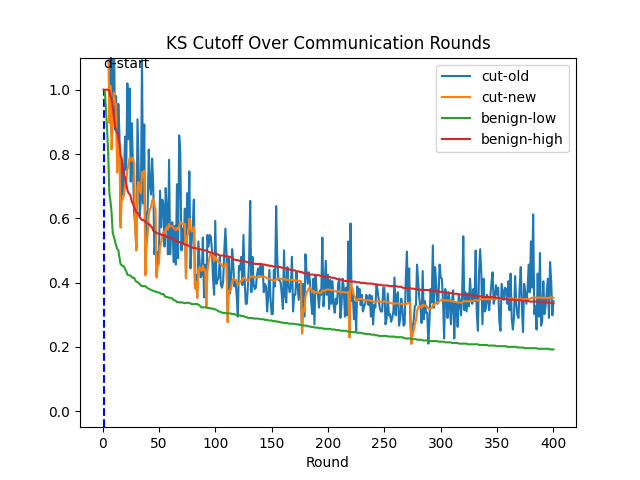 KS Cutoff Over Communication Rounds
d-start
cut-old
cut-new
benign-low
benign-high
1.0
0.8
0.6
0.4
0.2
0.0
0 50 100 150 200 250 300 350 400
Round